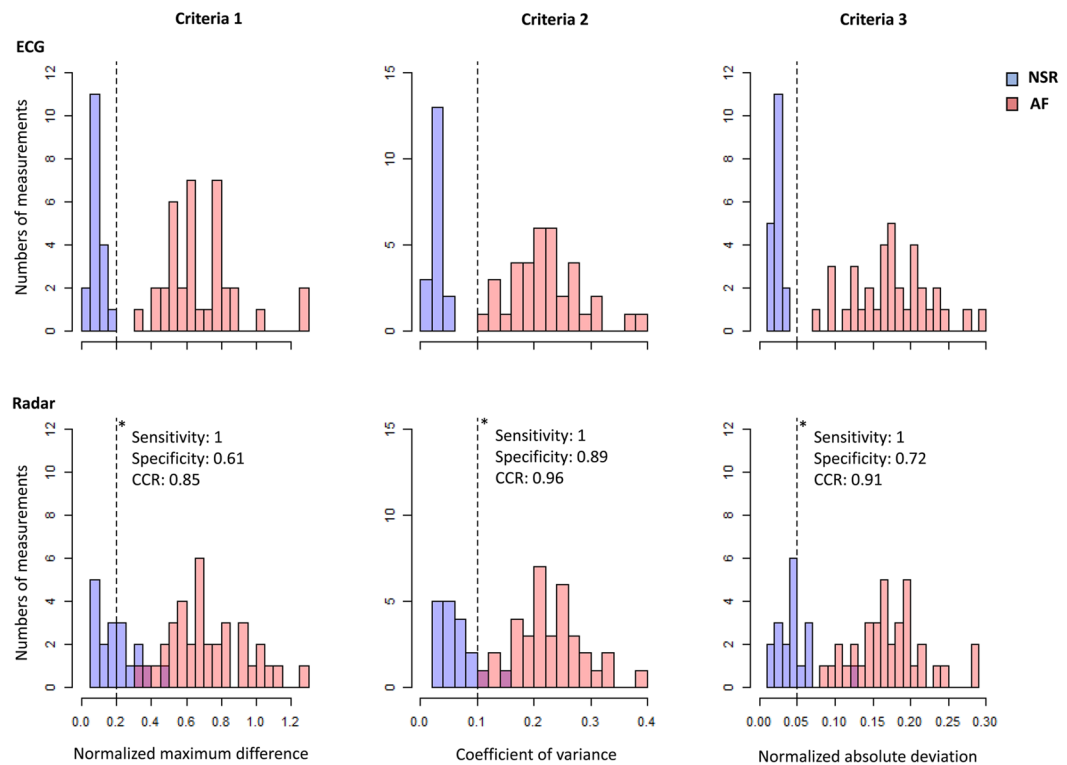 Criteria 1
Criteria 2
Criteria 3
ECG
NSR
AF
Numbers of measurements
0 2 4 6 8 10 12
0 5 10 15
0 2 4 6 8 10 12
Radar
*
Sensitivity: 1
Specificity: 0.61
CCR: 0.85
*
Sensitivity: 1
Specificity: 0.89
CCR: 0.96
*
Sensitivity: 1
Specificity: 0.72
CCR: 0.91
Numbers of measurements
0 2 4 6 8 10 12
0 5 10 15
0 2 4 6 8 10 12
0.0 0.2 0.4 0.6 0.8 1.0 1.2
0.0 0.1 0.2 0.3 0.4
0.00 0.05 0.10 0.15 0.20 0.25 0.30
Normalized maximum difference
Coefficient of variance
Normalized absolute deviation